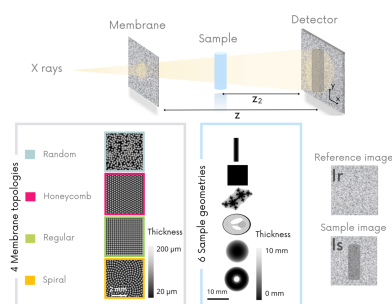 Membrane
Sample
Detector
X rays
y
x
z₂
z
4 Membrane topologies
Random
Honeycomb
Regular
Spiral
2 mm
Thickness
200 µm
20 µm
6 Sample geometries
Thickness
10 mm
0 mm
10 mm
Reference image
Ir
Sample image
Is